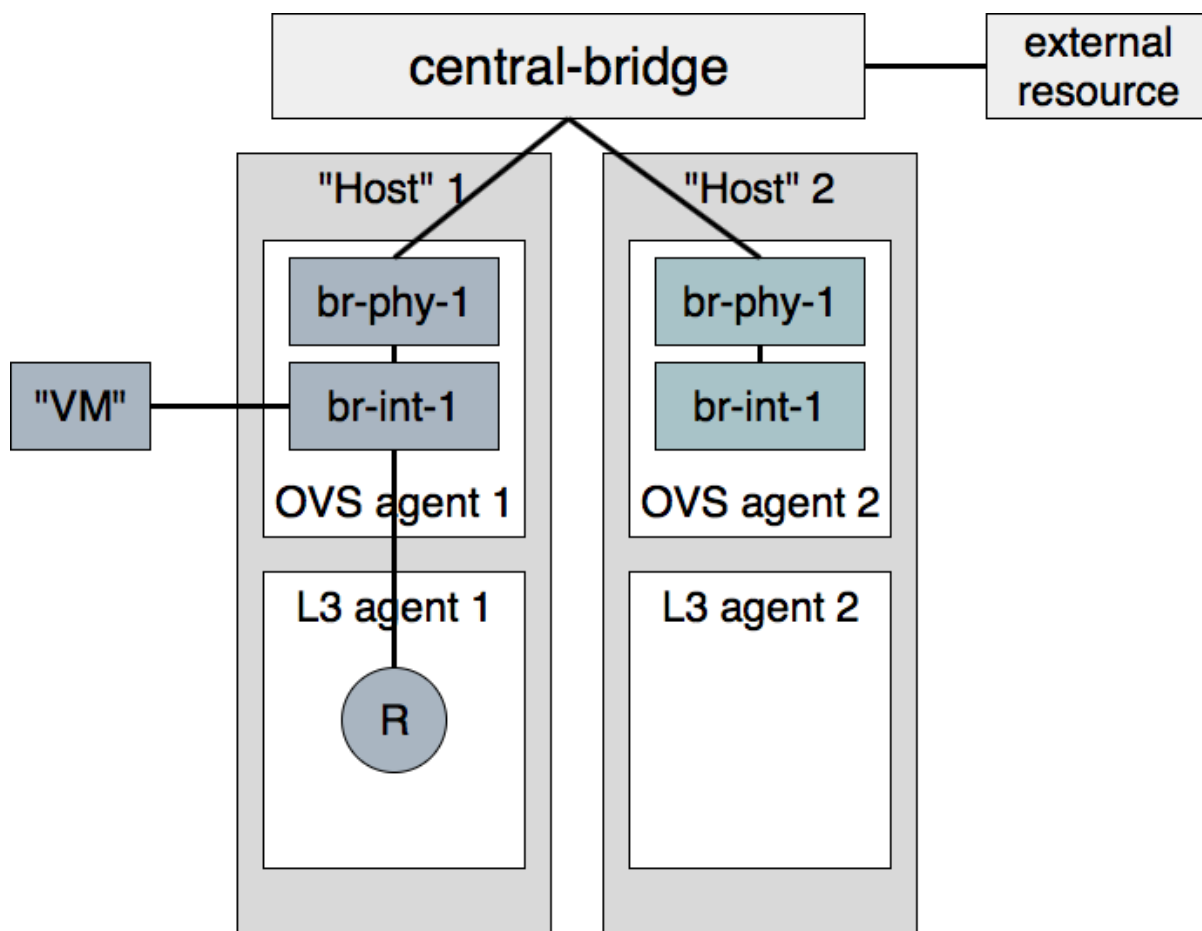 central-bridge
external
resource
"Host" 1
"Host" 2
br-phy-1
br-phy-1
"VM"
br-int-1
br-int-1
OVS agent 1
OVS agent 2
L3 agent 1
L3 agent 2
R